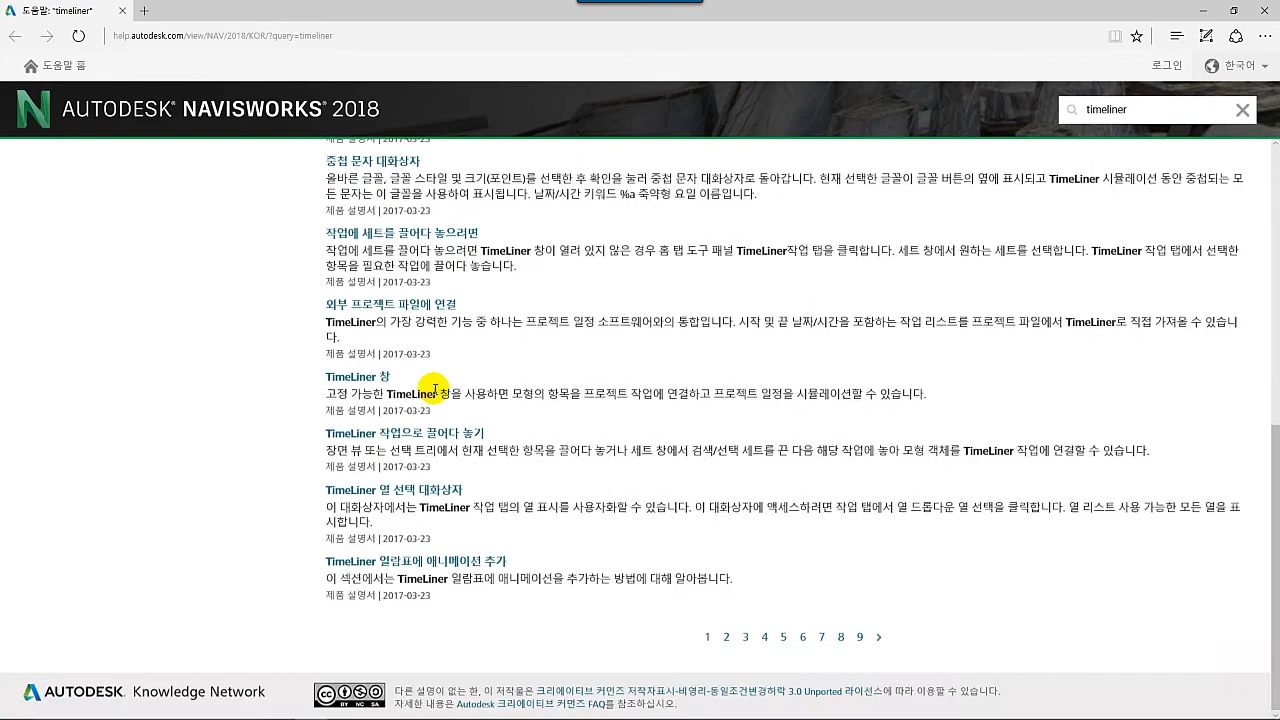 도움말: "timeliner"
help.autodesk.com/view/NAV/2018/KOR/?query=timeliner
도움말 홈
로그인
한국어
AUTODESK® NAVISWORKS® 2018
timeliner
중첩 문자 대화상자
올바른 글꼴, 글꼴 스타일 및 크기(포인트)를 선택한 후 확인을 눌러 중첩 문자 대화상자로 돌아갑니다. 현재 선택한 글꼴이 글꼴 버튼의 옆에 표시되고 TimeLiner 시뮬레이션 동안 중첩되는 모
든 문자는 이 글꼴을 사용하여 표시됩니다. 날짜/시간 키워드 %a 축약형 요일 이름입니다.
제품 설명서 | 2017-03-23
작업에 세트를 끌어다 놓으려면
작업에 세트를 끌어다 놓으려면 TimeLiner 창이 열려 있지 않은 경우 홈 탭 도구 패널 TimeLiner작업 탭을 클릭합니다. 세트 창에서 원하는 세트를 선택합니다. TimeLiner 작업 탭에서 선택한
항목을 필요한 작업에 끌어다 놓습니다.
제품 설명서 | 2017-03-23
외부 프로젝트 파일에 연결
TimeLiner의 가장 강력한 기능 중 하나는 프로젝트 일정 소프트웨어와의 통합입니다. 시작 및 끝 날짜/시간을 포함하는 작업 리스트를 프로젝트 파일에서 TimeLiner로 직접 가져올 수 있습니
다.
제품 설명서 | 2017-03-23
TimeLiner 창
고정 가능한 TimeLiner 창을 사용하면 모형의 항목을 프로젝트 작업에 연결하고 프로젝트 일정을 시뮬레이션할 수 있습니다.
제품 설명서 | 2017-03-23
TimeLiner 작업으로 끌어다 놓기
장면 뷰 또는 선택 트리에서 현재 선택한 항목을 끌어다 놓거나 세트 창에서 검색/선택 세트를 끈 다음 해당 작업에 놓아 모형 객체를 TimeLiner 작업에 연결할 수 있습니다.
제품 설명서 | 2017-03-23
TimeLiner 열 선택 대화상자
이 대화상자에서는 TimeLiner 작업 탭의 열 표시를 사용자화할 수 있습니다. 이 대화상자에 액세스하려면 작업 탭에서 열 드롭다운 열 선택을 클릭합니다. 열 리스트 사용 가능한 모든 열을 표
시합니다.
제품 설명서 | 2017-03-23
TimeLiner 일람표에 애니메이션 추가
이 섹션에서는 TimeLiner 일람표에 애니메이션을 추가하는 방법에 대해 알아봅니다.
제품 설명서 | 2017-03-23
1 2 3 4 5 6 7 8 9 >
AUTODESK. Knowledge Network
CC BY NC SA
다른 설명이 없는 한, 이 저작물은 크리에이티브 커먼즈 저작자표시-비영리-동일조건변경허락 3.0 Unported 라이선스에 따라 이용할 수 있습니다.
자세한 내용은 Autodesk 크리에이티브 커먼즈 FAQ를 참조하십시오.